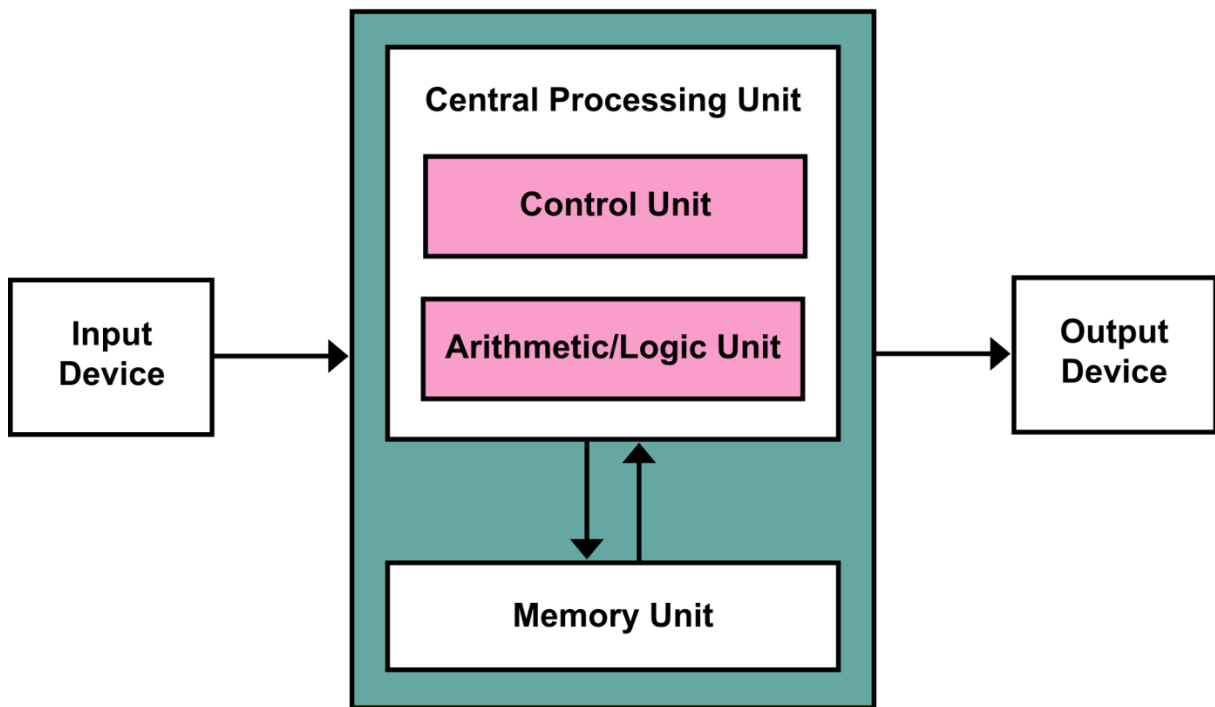 Central Processing Unit
Control Unit
Arithmetic/Logic Unit
Input
Device
Output
Device
Memory Unit